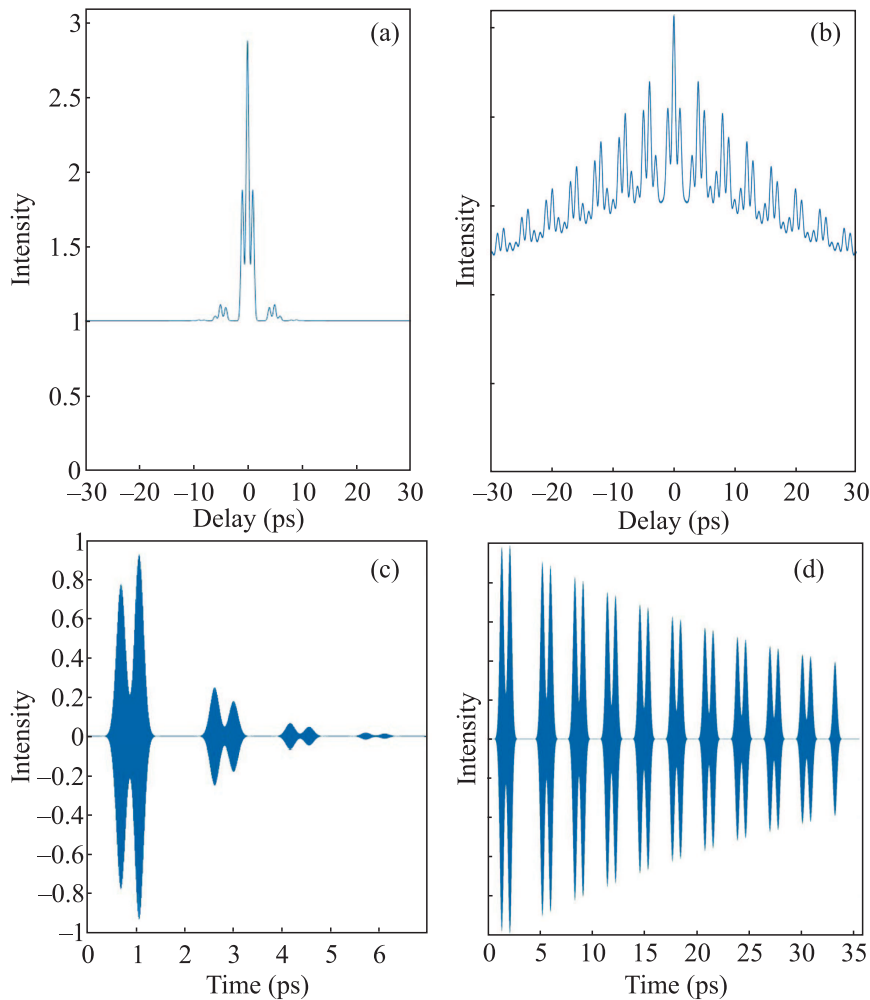 (a)
3
2.5
2
1.5
1
0.5
0
Intensity
–30 –20 –10 0 10 20 30
Delay (ps)
(b)
Intensity
–30 –20 –10 0 10 20 30
Delay (ps)
(c)
1
0.8
0.6
0.4
0.2
0
–0.2
–0.4
–0.6
–0.8
–1
Intensity
0 1 2 3 4 5 6
Time (ps)
(d)
Intensity
0 5 10 15 20 25 30 35
Time (ps)